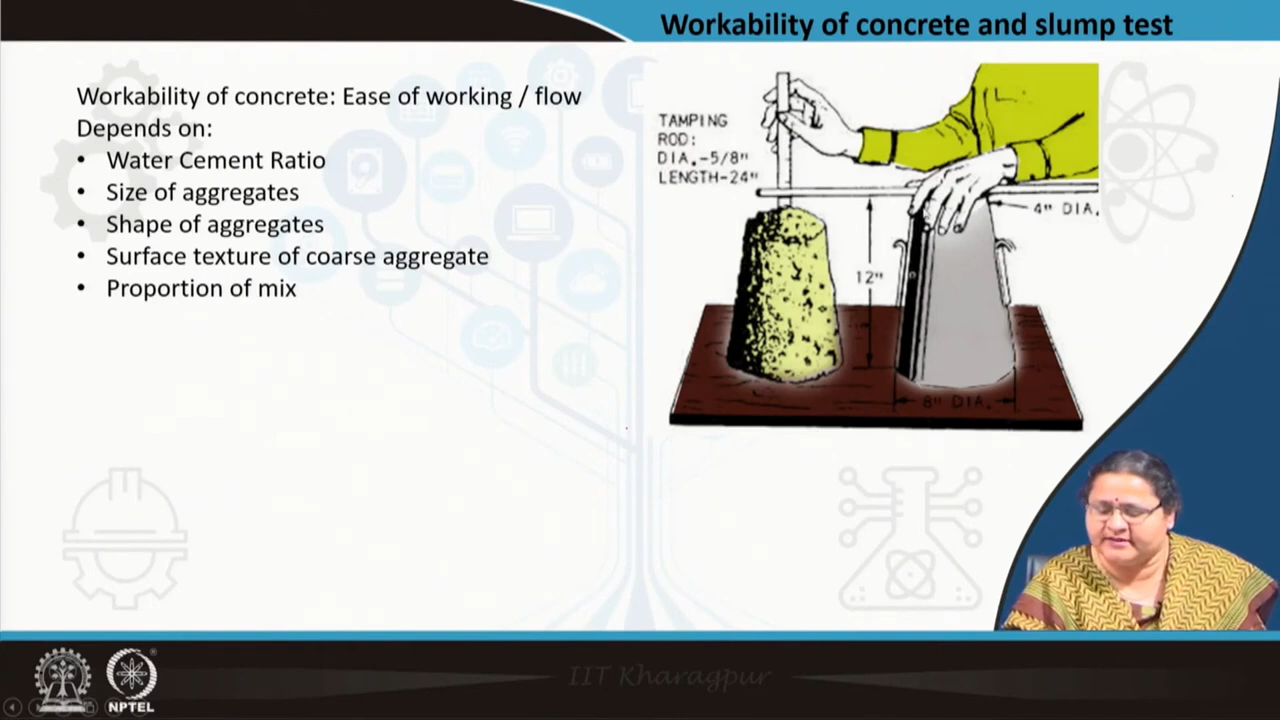 Workability of concrete and slump test
Workability of concrete: Ease of working / flow
Depends on:
• Water Cement Ratio
• Size of aggregates
• Shape of aggregates
• Surface texture of coarse aggregate
• Proportion of mix
TAMPING
ROD:
DIA.-5/8"
LENGTH-24"
4" DIA.
12"
8" DIA.
IIT Kharagpur
NPTEL